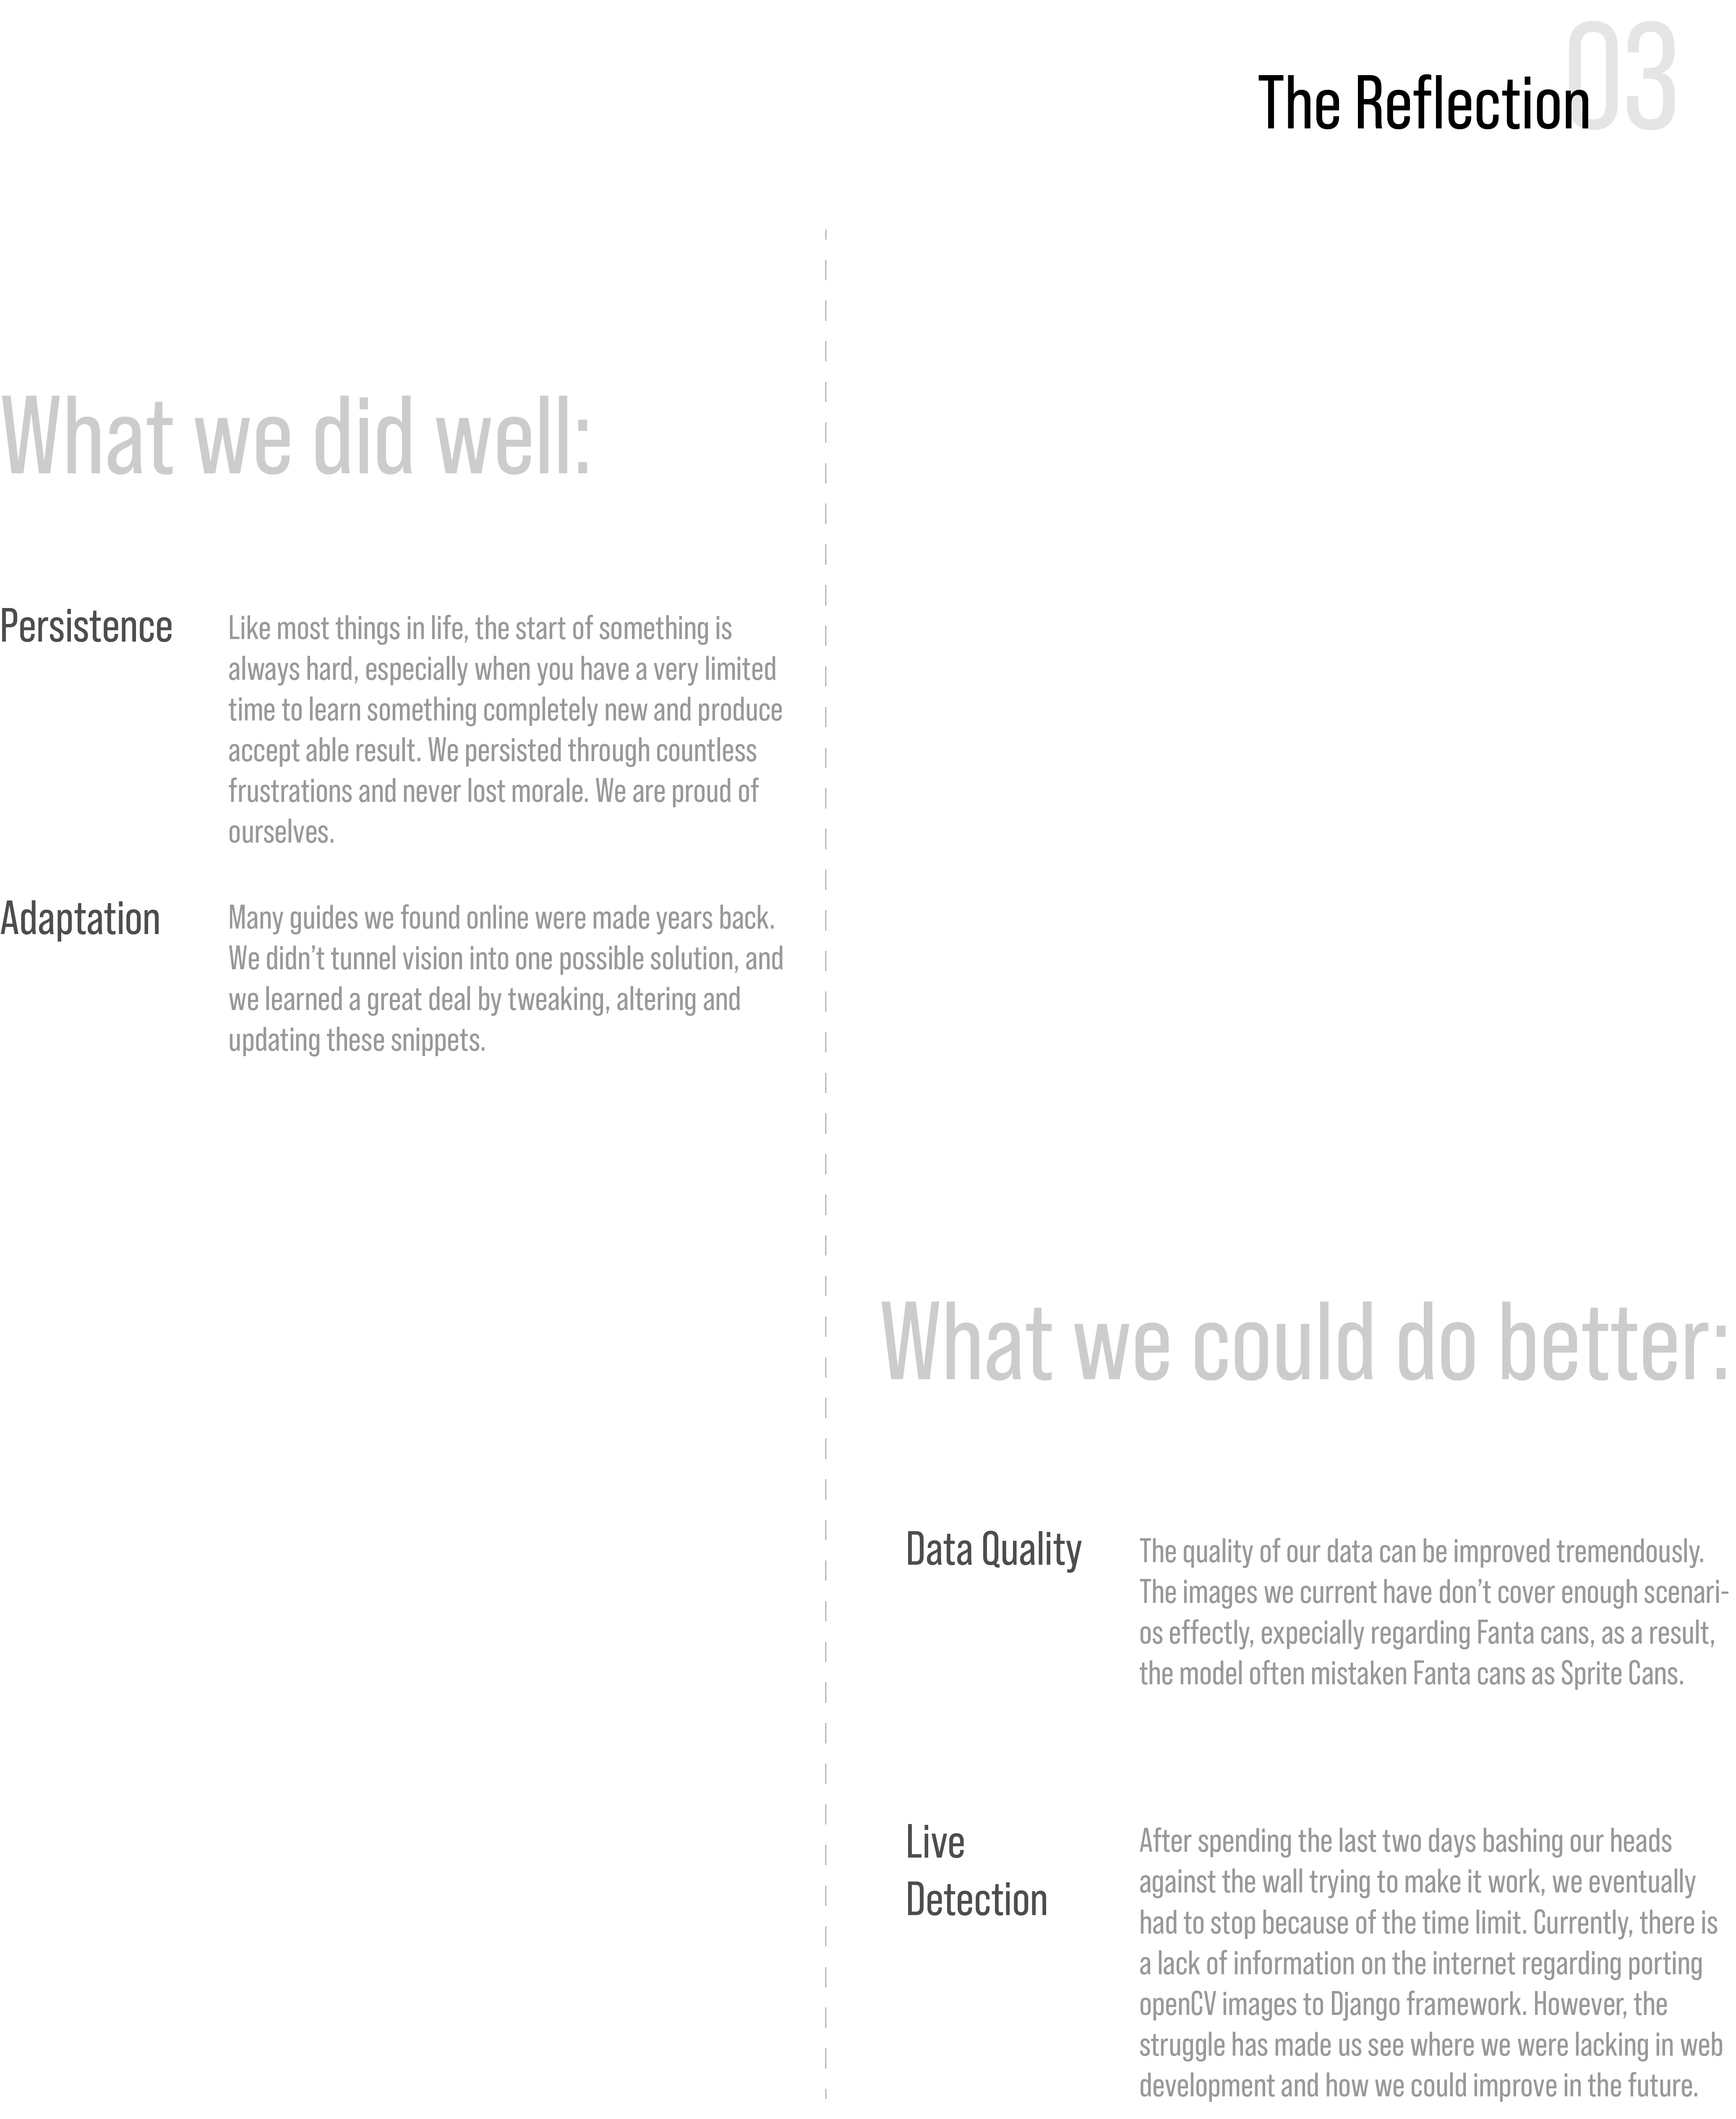 03
The Reflection
What we did well:
Persistence
Like most things in life, the start of something is
always hard, especially when you have a very limited
time to learn something completely new and produce
accept able result. We persisted through countless
frustrations and never lost morale. We are proud of
ourselves.
Adaptation
Many guides we found online were made years back.
We didn’t tunnel vision into one possible solution, and
we learned a great deal by tweaking, altering and
updating these snippets.
What we could do better:
Data Quality
The quality of our data can be improved tremendously.
The images we current have don’t cover enough scenari-
os effectly, expecially regarding Fanta cans, as a result,
the model often mistaken Fanta cans as Sprite Cans.
Live
Detection
After spending the last two days bashing our heads
against the wall trying to make it work, we eventually
had to stop because of the time limit. Currently, there is
a lack of information on the internet regarding porting
openCV images to Django framework. However, the
struggle has made us see where we were lacking in web
development and how we could improve in the future.